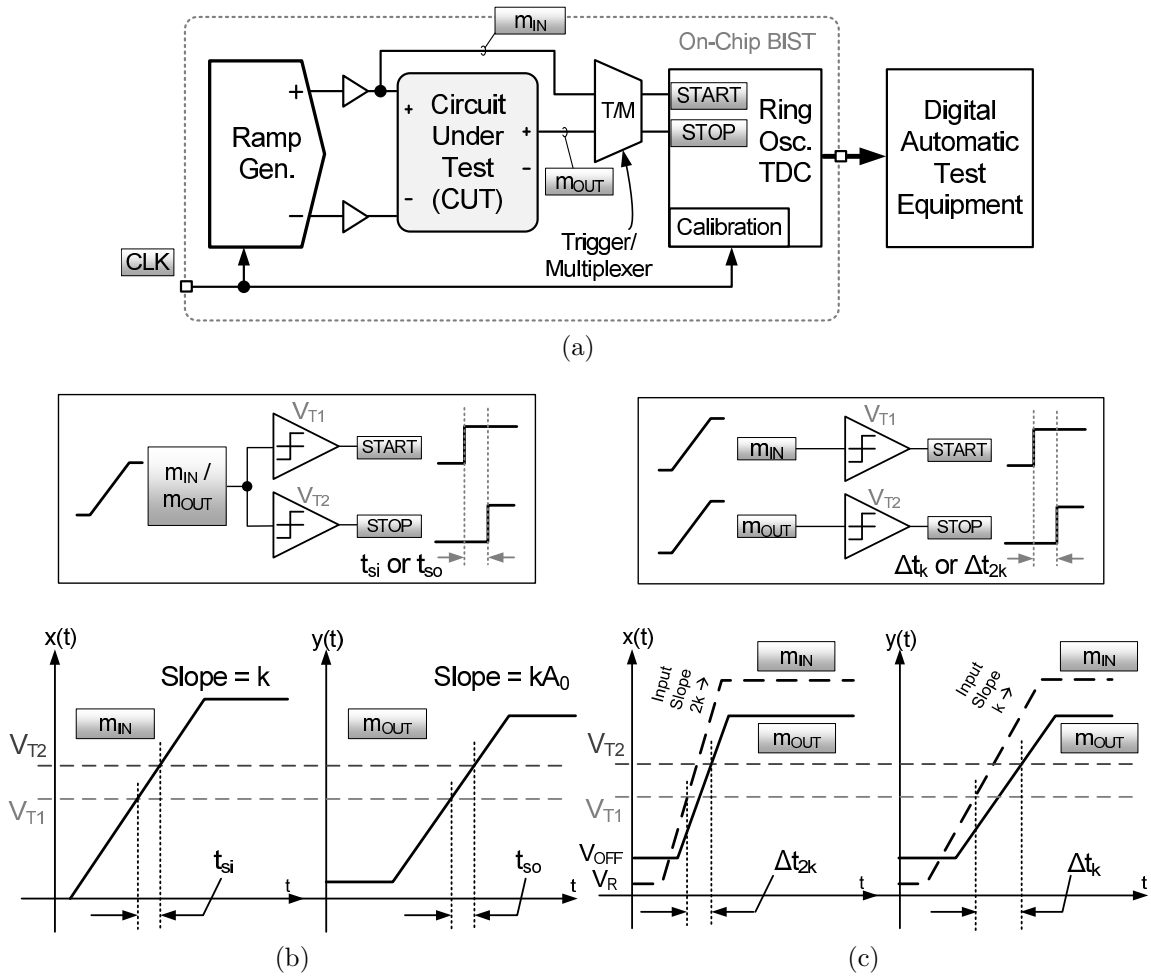 m_IN
On-Chip BIST
Ramp
Gen.
+
−
Circuit
Under
Test
(CUT)
+
-
+
-
m_OUT
T/M
Trigger/
Multiplexer
START
STOP
Ring
Osc.
TDC
Calibration
Digital
Automatic
Test
Equipment
CLK
(a)
V_T1
START
m_IN /
m_OUT
V_T2
STOP
t_si or t_so
V_T1
m_IN
START
V_T2
m_OUT
STOP
Δt_k or Δt_2k
x(t)
Slope = k
m_IN
V_T2
V_T1
t_si
t
y(t)
Slope = kA_0
m_OUT
t_so
t
(b)
x(t)
Input
Slope
2k →
m_IN
m_OUT
V_T2
V_T1
V_OFF
V_R
Δt_2k
t
y(t)
Input
Slope
k →
m_IN
m_OUT
Δt_k
t
(c)